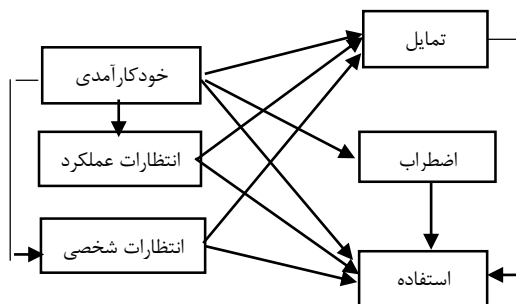 تمایل
خودکارآمدی
انتظارات عملکرد
اضطراب
انتظارات شخصی
استفاده